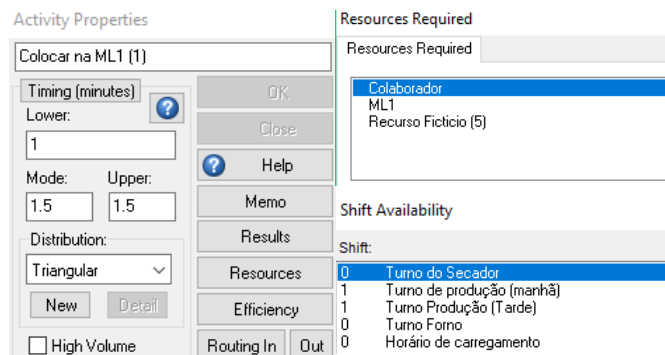 Activity Properties
Colocar na ML1 (1)
Timing (minutes)
Lower:
1
Mode:
Upper:
1.5
1.5
Distribution:
Triangular
New
Detail
High Volume
OK
Close
Help
Memo
Results
Resources
Efficiency
Routing In
Out
Resources Required
Resources Required
Colaborador
ML1
Recurso Ficticio (5)
Shift Availability
Shift:
0 Turno do Secador
1 Turno de produção (manhã)
1 Turno Produção (Tarde)
0 Turno Forno
0 Horário de carregamento